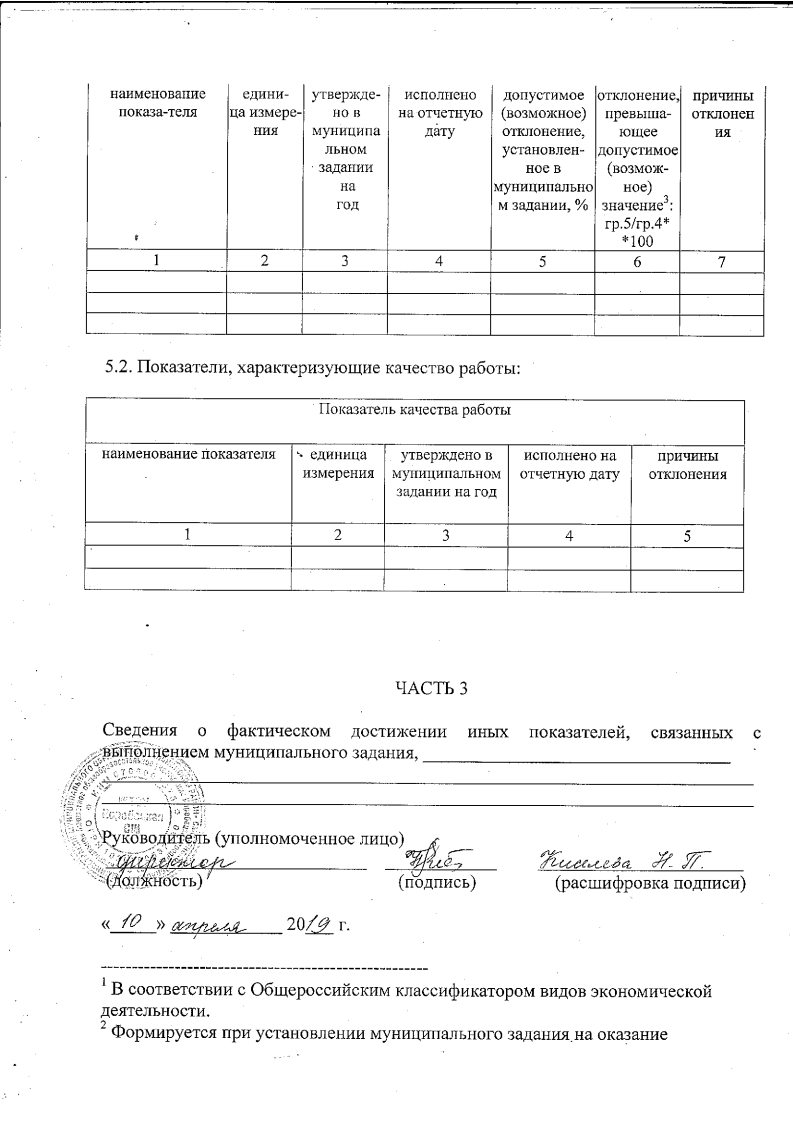 наименование показа-теля
едини-ца измере-ния
утвержде-но в муниципа льном задании на год
исполнено на отчетную дату
допустимое (возможное) отклонение, установлен-ное в муниципально м задании, %
отклонение, превыша-ющее допустимое (возмож-ное) значение3: гр.5/гр.4* *100
причины отклонен ия
1 2 3 4 5 6 7
5.2. Показатели, характеризующие качество работы:
Показатель качества работы
наименование показателя
единица измерения
утверждено в муниципальном задании на год
исполнено на отчетную дату
причины отклонения
1 2 3 4 5
ЧАСТЬ 3
Сведения о фактическом достижении иных показателей, связанных с
выполнением муниципального задания,
Руководитель (уполномоченное лицо)
директор Киселева Н. П.
(должность) (подпись) (расшифровка подписи)
« 10 » апреля 2019 г.
1 В соответствии с Общероссийским классификатором видов экономической
деятельности.
2 Формируется при установлении муниципального задания на оказание